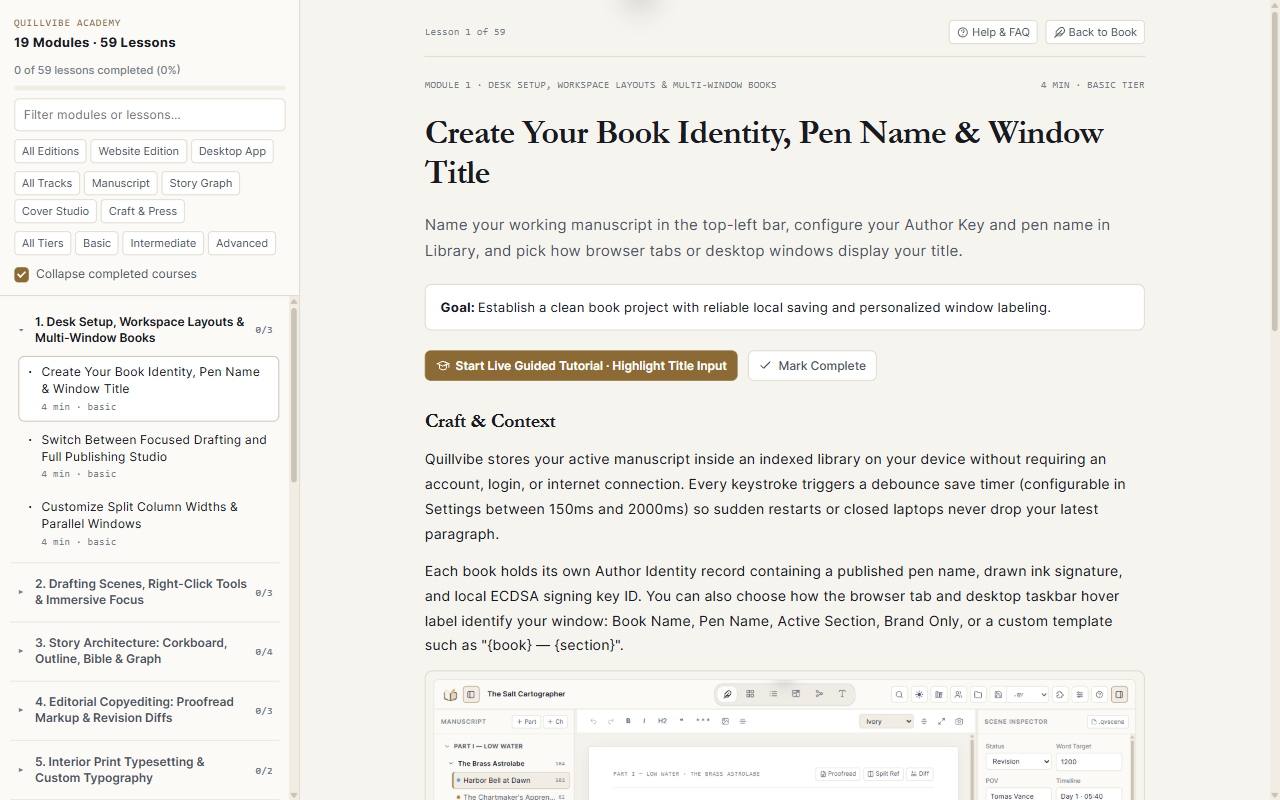 QUILLVIBE ACADEMY
19 Modules · 59 Lessons
0 of 59 lessons completed (0%)
Filter modules or lessons...
All Editions
Website Edition
Desktop App
All Tracks
Manuscript
Story Graph
Cover Studio
Craft & Press
All Tiers
Basic
Intermediate
Advanced
Collapse completed courses
1. Desk Setup, Workspace Layouts & Multi-Window Books
0/3
Create Your Book Identity, Pen Name & Window Title
4 min · basic
Switch Between Focused Drafting and Full Publishing Studio
4 min · basic
Customize Split Column Widths & Parallel Windows
4 min · basic
2. Drafting Scenes, Right-Click Tools & Immersive Focus
0/3
3. Story Architecture: Corkboard, Outline, Bible & Graph
0/4
4. Editorial Copyediting: Proofread Markup & Revision Diffs
0/3
5. Interior Print Typesetting & Custom Typography
0/2
Lesson 1 of 59
Help & FAQ
Back to Book
MODULE 1 · DESK SETUP, WORKSPACE LAYOUTS & MULTI-WINDOW BOOKS
4 MIN · BASIC TIER
Create Your Book Identity, Pen Name & Window
Title
Name your working manuscript in the top-left bar, configure your Author Key and pen name in
Library, and pick how browser tabs or desktop windows display your title.
Goal: Establish a clean book project with reliable local saving and personalized window labeling.
Start Live Guided Tutorial · Highlight Title Input
Mark Complete
Craft & Context
Quillvibe stores your active manuscript inside an indexed library on your device without requiring an
account, login, or internet connection. Every keystroke triggers a debounce save timer (configurable in
Settings between 150ms and 2000ms) so sudden restarts or closed laptops never drop your latest
paragraph.
Each book holds its own Author Identity record containing a published pen name, drawn ink signature,
and local ECDSA signing key ID. You can also choose how the browser tab and desktop taskbar hover
label identify your window: Book Name, Pen Name, Active Section, Brand Only, or a custom template
such as "{book} — {section}".
The Salt Cartographer
MANUSCRIPT
+ Part
+ Ch
B
I
H2
Ivory
SCENE INSPECTOR
.qvscene
PART I — LOW WATER
The Brass Astrolabe
184
Harbor Bell at Dawn
The Chartmaker's Appren...
61
PART I — LOW WATER · THE BRASS ASTROLABE
Proofread
Split Ref
Diff
Status
Word Target
Revision
1200
POV
Timeline
Tomas Vance
Day 1 · 05:40